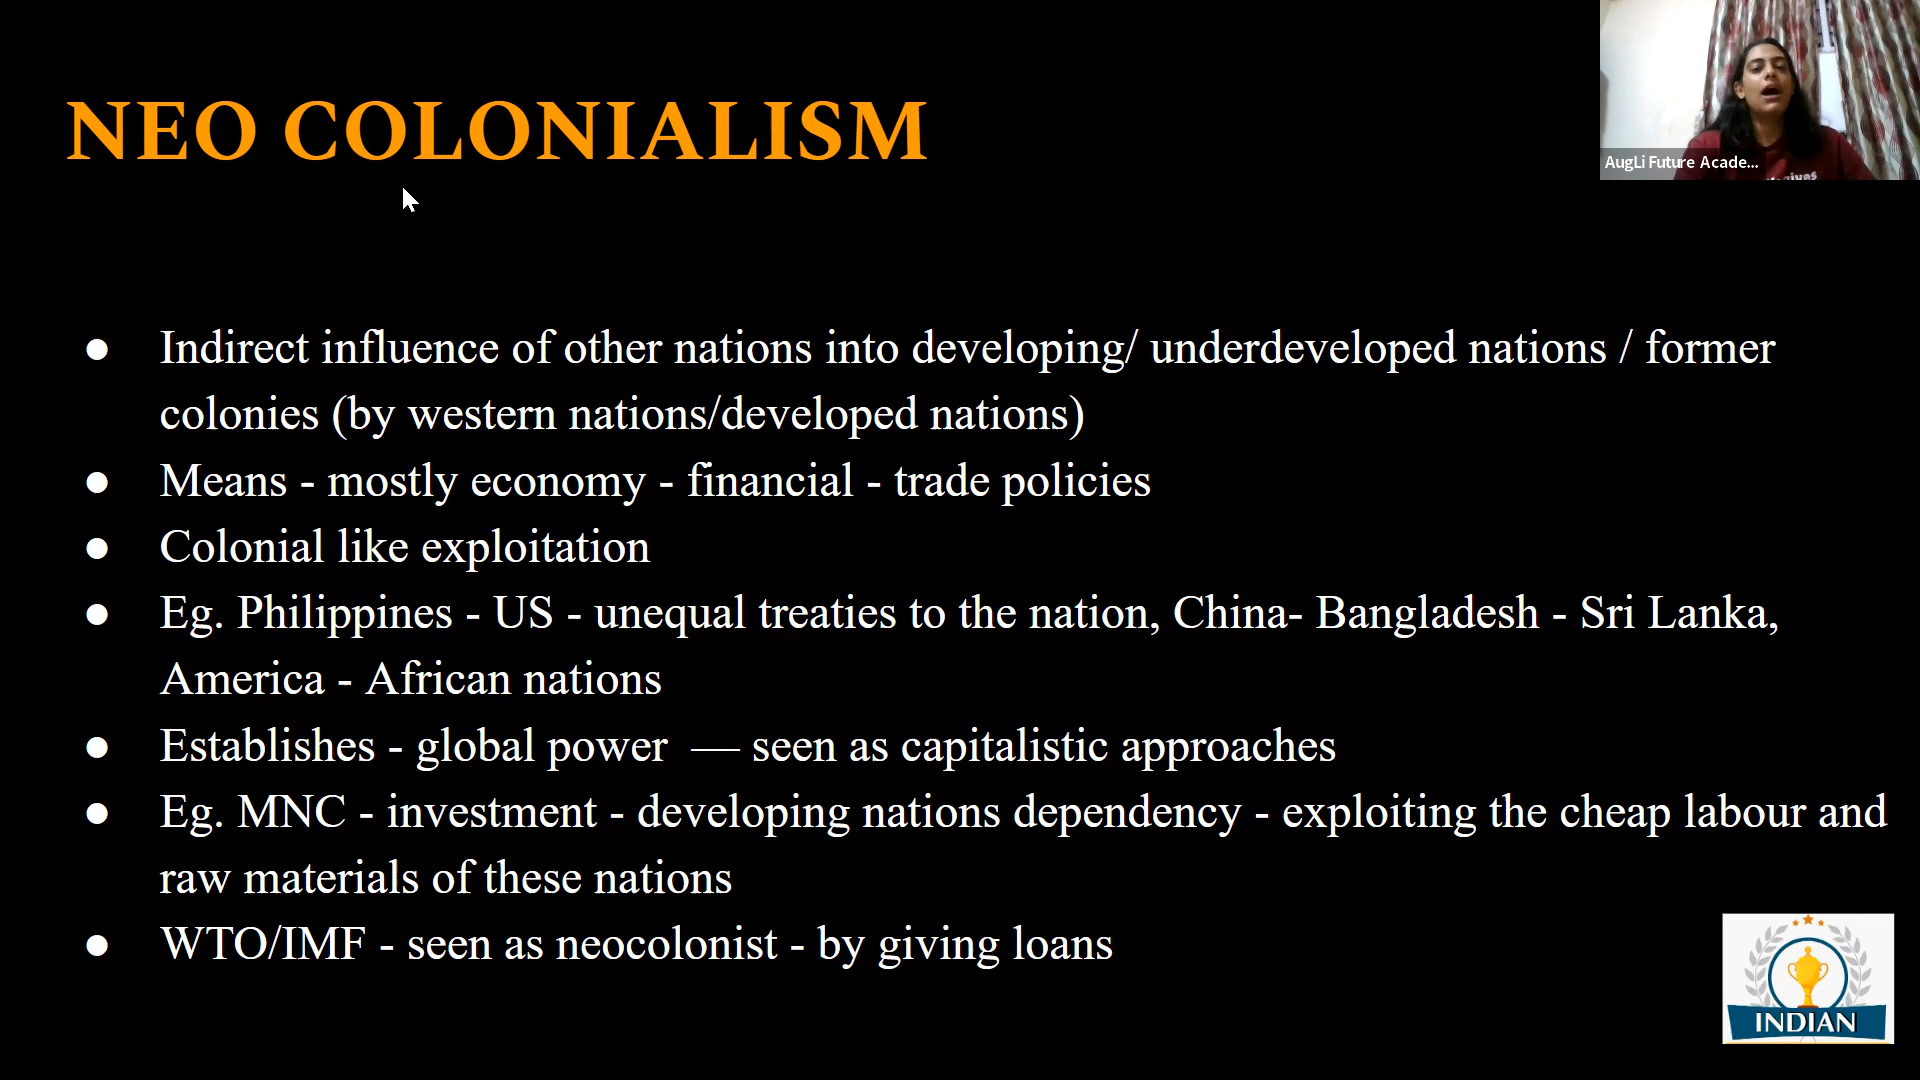 NEO COLONIALISM
AugLi Future Acade...
● Indirect influence of other nations into developing/ underdeveloped nations / former
colonies (by western nations/developed nations)
● Means - mostly economy - financial - trade policies
● Colonial like exploitation
● Eg. Philippines - US - unequal treaties to the nation, China- Bangladesh - Sri Lanka,
America - African nations
● Establishes - global power — seen as capitalistic approaches
● Eg. MNC - investment - developing nations dependency - exploiting the cheap labour and
raw materials of these nations
● WTO/IMF - seen as neocolonist - by giving loans
INDIAN